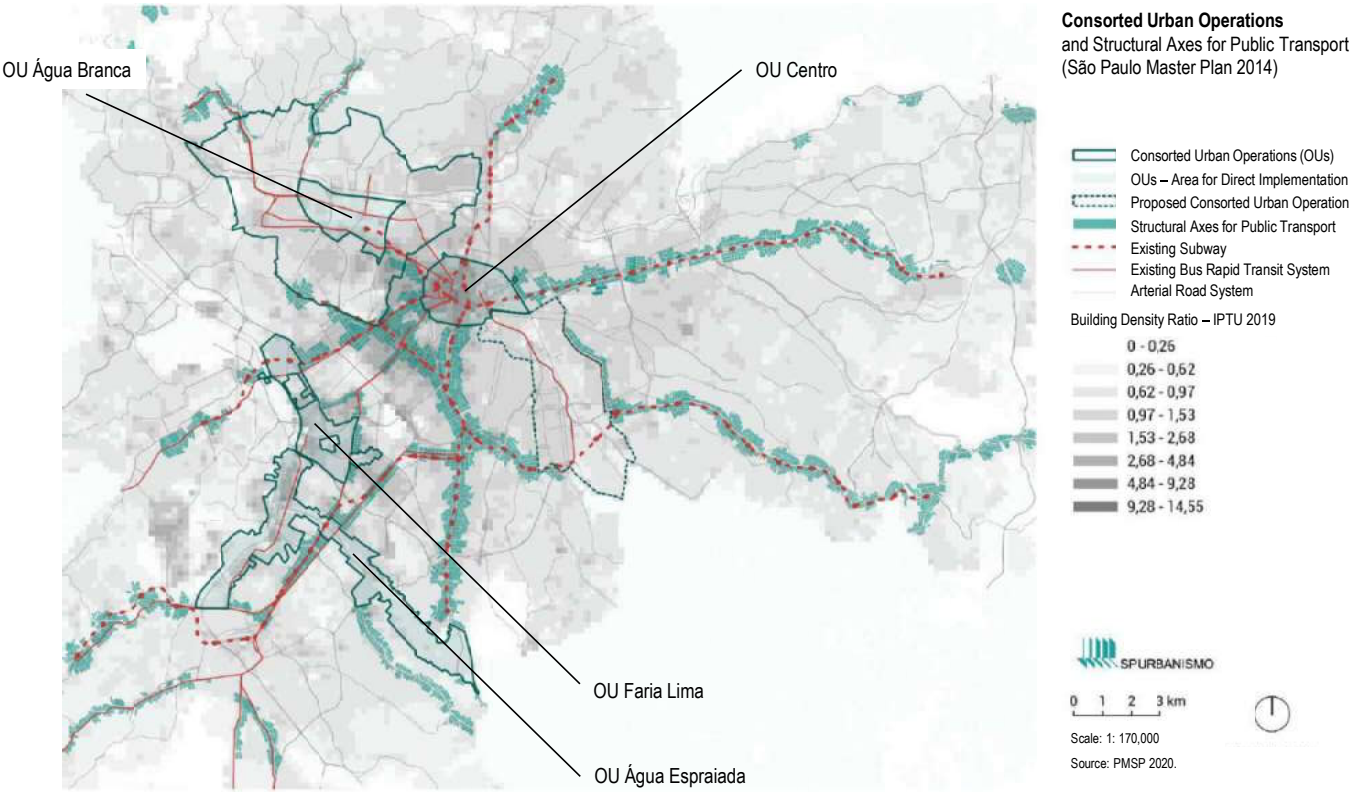 OU Água Branca
OU Centro
OU Faria Lima
OU Água Espraiada
Consorted Urban Operations
and Structural Axes for Public Transport
(São Paulo Master Plan 2014)
Consorted Urban Operations (OUs)
OUs – Area for Direct Implementation
Proposed Consorted Urban Operation
Structural Axes for Public Transport
Existing Subway
Existing Bus Rapid Transit System
Arterial Road System
Building Density Ratio – IPTU 2019
0 - 0,26
0,26 - 0,62
0,62 - 0,97
0,97 - 1,53
1,53 - 2,68
2,68 - 4,84
4,84 - 9,28
9,28 - 14,55
SPURBANISMO
0 1 2 3 km
Scale: 1: 170,000
Source: PMSP 2020.